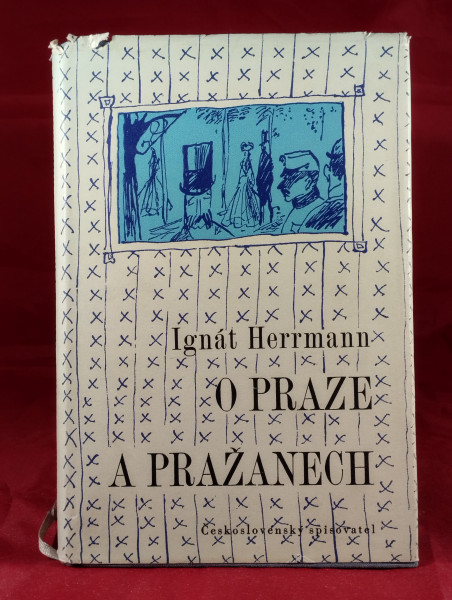 Ignát Herrmann
O PRAZE
A PRAŽANECH
Československý spisovatel